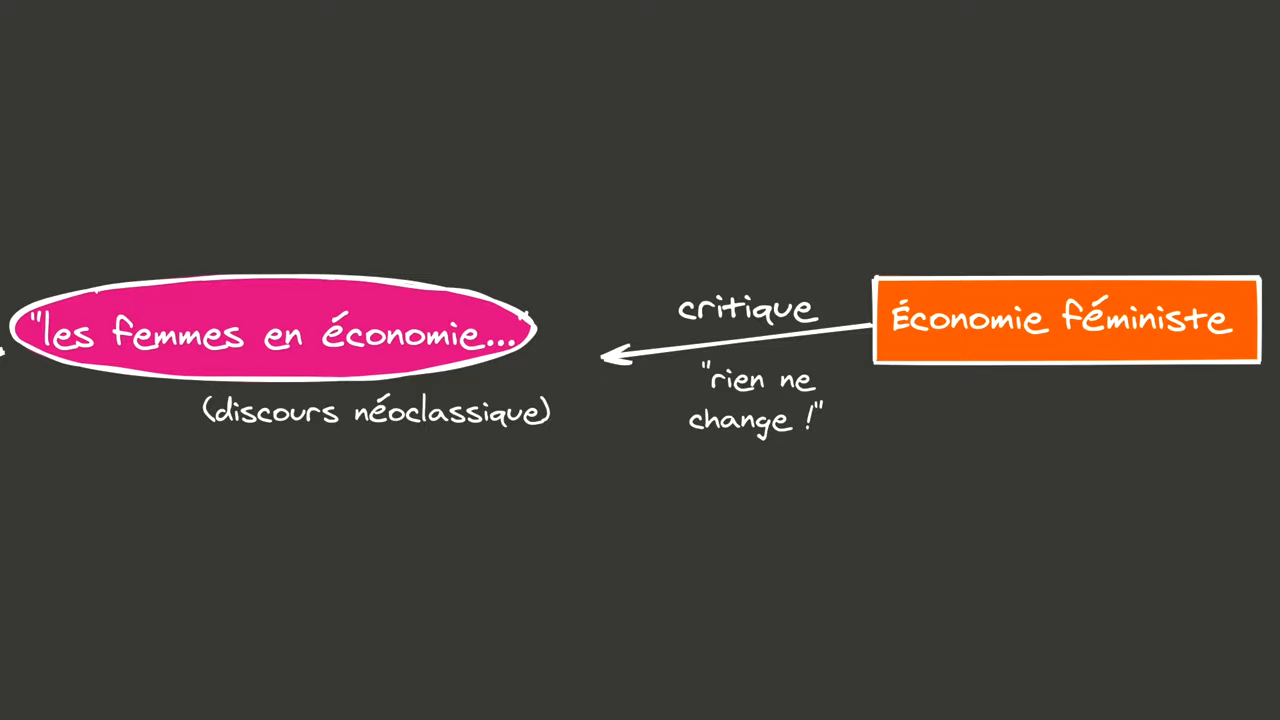 "les femmes en économie..."
(discours néoclassique)
critique
"rien ne
change !"
Économie féministe